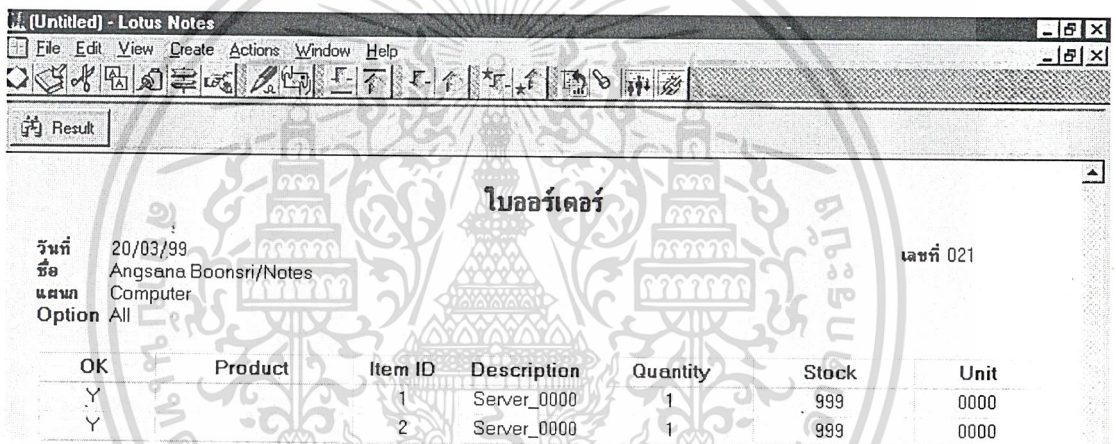 (Untitled) - Lotus Notes
File Edit View Create Actions Window Help
Result
ใบออร์เดอร์
วันที่ 20/03/99 เลขที่ 021
ชื่อ Angsana Boonsri/Notes
แผนก Computer
Option All
OK Product Item ID Description Quantity Stock Unit
Y 1 Server_0000 1 999 0000
Y 2 Server_0000 1 999 0000